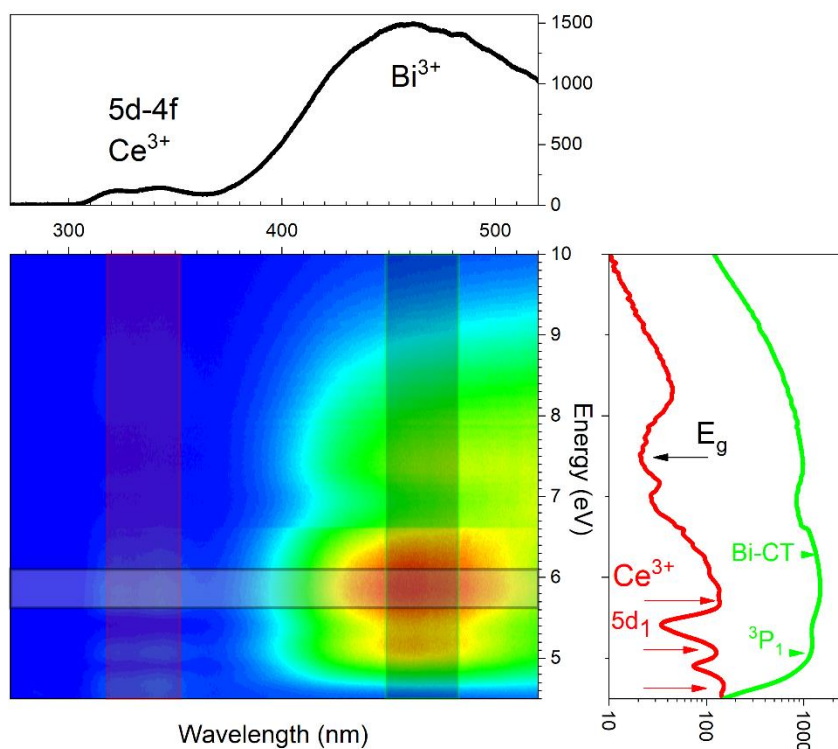 1500
1000
500
0
5d-4f
Ce³⁺
Bi³⁺
300 400 500
10
9
8
7
6
5
Energy (eV)
Wavelength (nm)
E_g
Bi-CT
Ce³⁺
5d₁
³P₁
10 100 1000